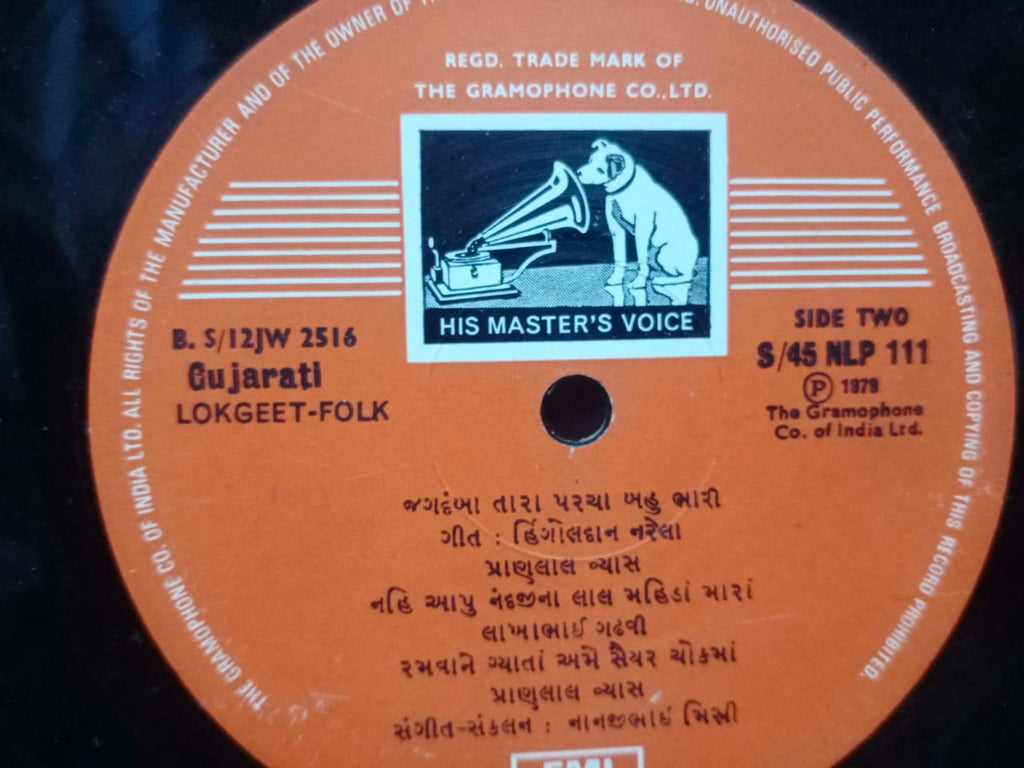 THE GRAMOPHONE CO. OF INDIA LTD. ALL RIGHTS OF THE MANUFACTURER AND OF THE OWNER OF
UNAUTHORISED PUBLIC PERFORMANCE BROADCASTING AND COPYING OF THIS RECORD PROHIBITED.
REGD. TRADE MARK OF
THE GRAMOPHONE CO., LTD.
HIS MASTER'S VOICE
B. S/12JW 2516
Gujarati
LOKGEET-FOLK
SIDE TWO
S/45 NLP 111
Ⓟ 1979
The Gramophone
Co. of India Ltd.
જગદંબા તારા પરચા બહુ ભારી
ગીત : હિંગોલદાન નરેલા
પ્રાણલાલ વ્યાસ
નહિ આપુ નંદજીના લાલ મહિડાં મારાં
લાખાભાઈ ગઢવી
રમવાને ગ્યાતાં અમે સૈયર ચોકમાં
પ્રાણલાલ વ્યાસ
સંગીત-સંકલન : નાનજીભાઈ મિસ્ત્રી
EMI